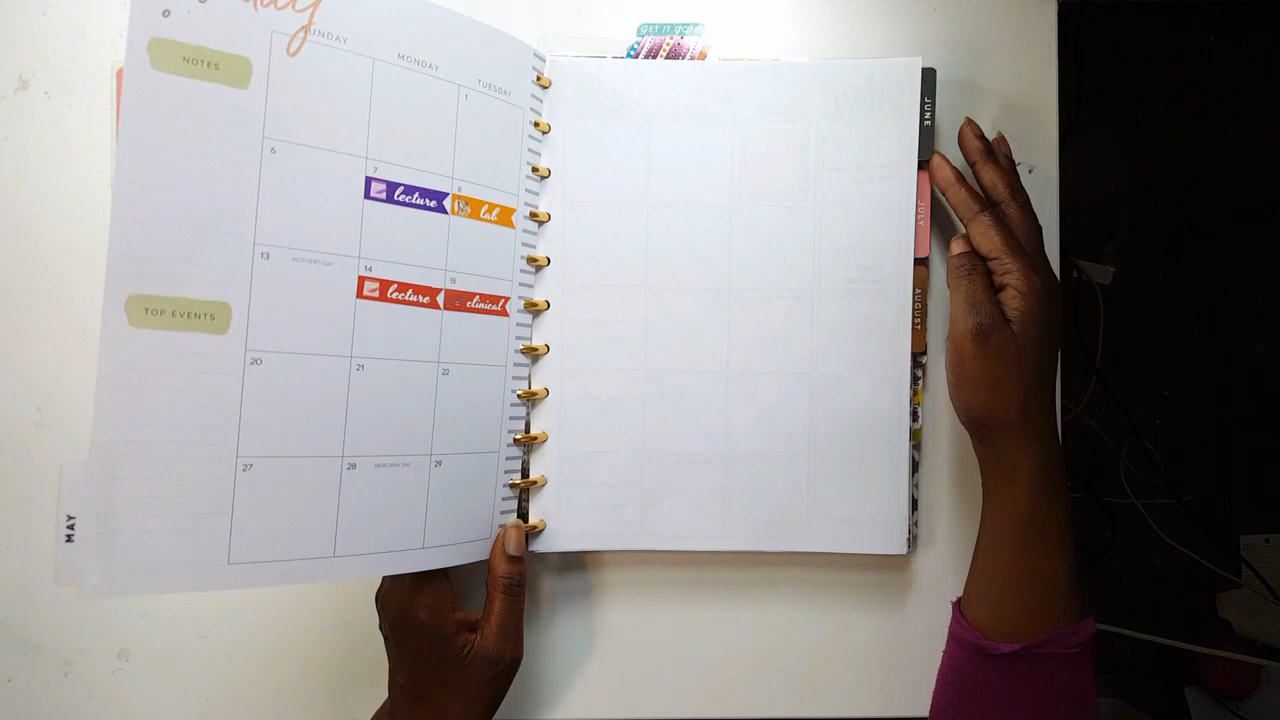 GET IT DONE
NOTES
SUNDAY
MONDAY
TUESDAY
1
6
7
8
lecture
lab
13
MOTHER'S DAY
14
15
lecture
clinical
TOP EVENTS
20
21
22
27
28
MEMORIAL DAY
29
MAY
JUNE
JULY
AUGUST